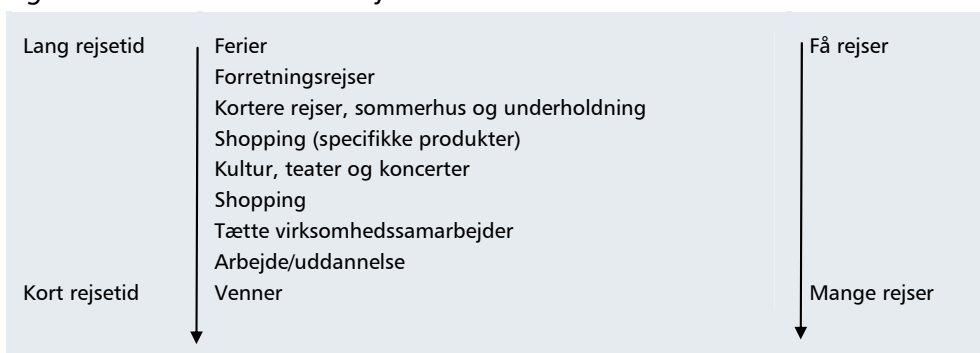 Lang rejsetid Ferier Få rejser
Forretningsrejser
Kortere rejser, sommerhus og underholdning
Shopping (specifikke produkter)
Kultur, teater og koncerter
Shopping
Tætte virksomhedssamarbejder
Arbejde/uddannelse
Kort rejsetid Venner Mange rejser